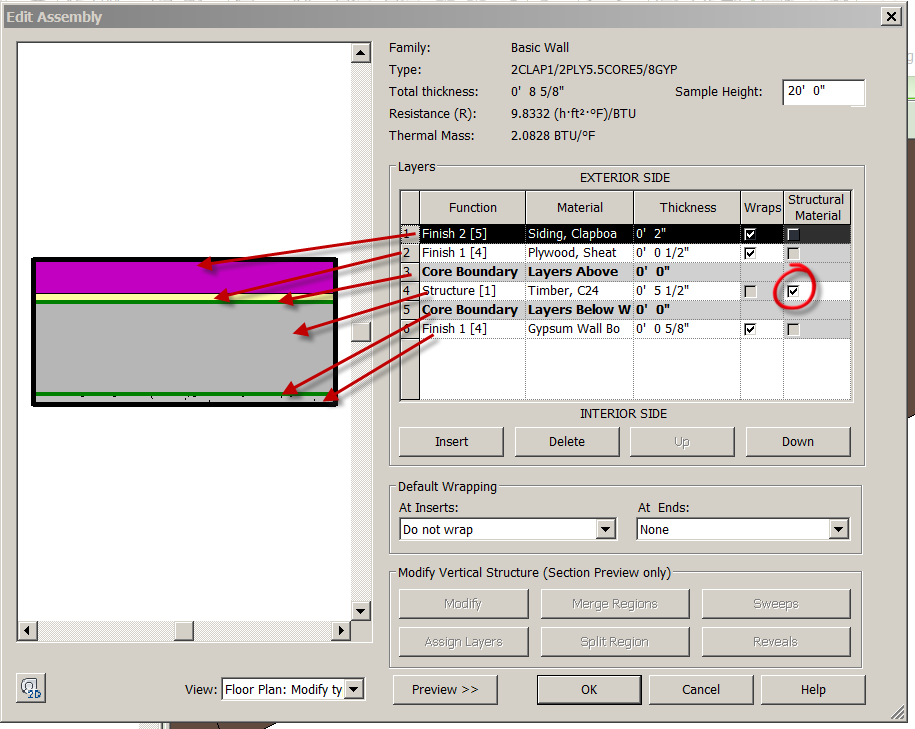 Edit Assembly
Family: Basic Wall
Type: 2CLAP1/2PLY5.5CORE5/8GYP
Total thickness: 0' 8 5/8" Sample Height: 20' 0"
Resistance (R): 9.8332 (h·ft²·°F)/BTU
Thermal Mass: 2.0828 BTU/°F
Layers
EXTERIOR SIDE
Function Material Thickness Wraps Structural Material
1 Finish 2 [5] Siding, Clapboa 0' 2"
2 Finish 1 [4] Plywood, Sheat 0' 0 1/2"
3 Core Boundary Layers Above 0' 0"
4 Structure [1] Timber, C24 0' 5 1/2"
5 Core Boundary Layers Below W 0' 0"
6 Finish 1 [4] Gypsum Wall Bo 0' 0 5/8"
INTERIOR SIDE
Insert Delete Up Down
Default Wrapping
At Inserts: At Ends:
Do not wrap None
Modify Vertical Structure (Section Preview only)
Modify Merge Regions Sweeps
Assign Layers Split Region Reveals
2D View: Floor Plan: Modify ty Preview >> OK Cancel Help